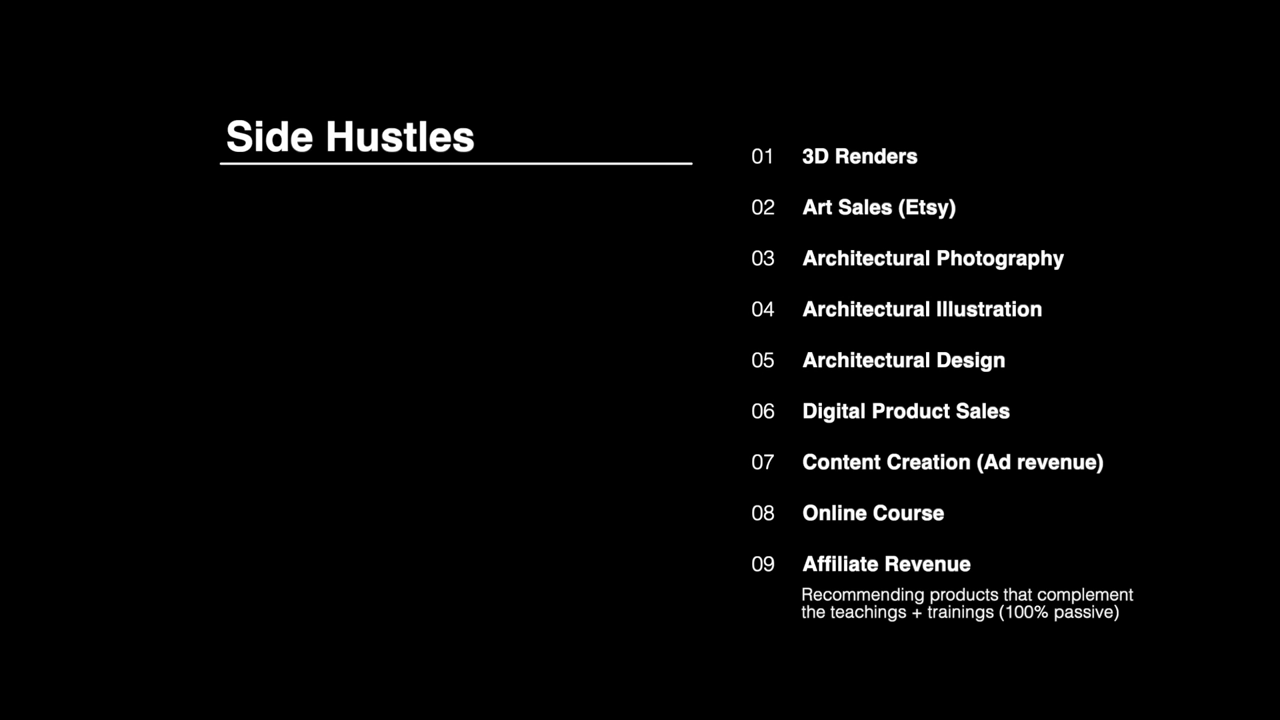 Side Hustles
01 3D Renders
02 Art Sales (Etsy)
03 Architectural Photography
04 Architectural Illustration
05 Architectural Design
06 Digital Product Sales
07 Content Creation (Ad revenue)
08 Online Course
09 Affiliate Revenue
Recommending products that complement
the teachings + trainings (100% passive)